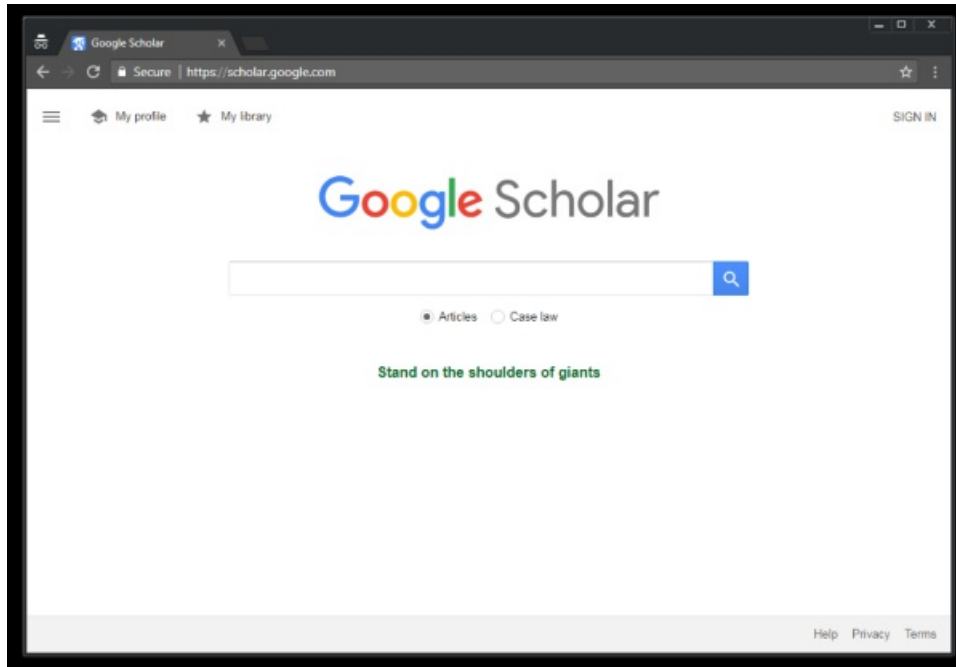 Google Scholar
Secure | https://scholar.google.com
My profile My library SIGN IN
Google Scholar
Articles Case law
Stand on the shoulders of giants
Help Privacy Terms